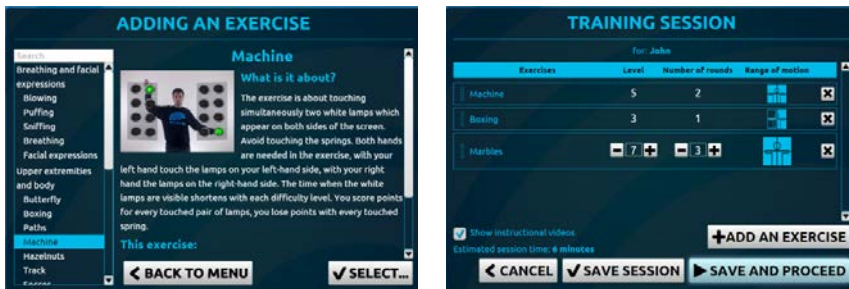 ADDING AN EXERCISE
Search
Breathing and facial
expressions
Blowing
Puffing
Sniffing
Breathing
Facial expressions
Upper extremities
and body
Butterfly
Boxing
Paths
Machine
Hazelnuts
Track
Soccer
Machine
What is it about?
The exercise is about touching
simultaneously two white lamps which
appear on both sides of the screen.
Avoid touching the springs. Both hands
are needed in the exercise, with your
left hand touch the lamps on your left-hand side, with your right
hand the lamps on the right-hand side. The time when the white
lamps are visible shortens with each difficulty level. You score points
for every touched pair of lamps, you lose points with every touched
spring.
This exercise:
BACK TO MENU
SELECT...
TRAINING SESSION
for: John
Exercises Level Number of rounds Range of motion
Machine 5 2
Boxing 3 1
Marbles 7 3
Show instructional videos
Estimated session time: 6 minutes
ADD AN EXERCISE
CANCEL SAVE SESSION SAVE AND PROCEED